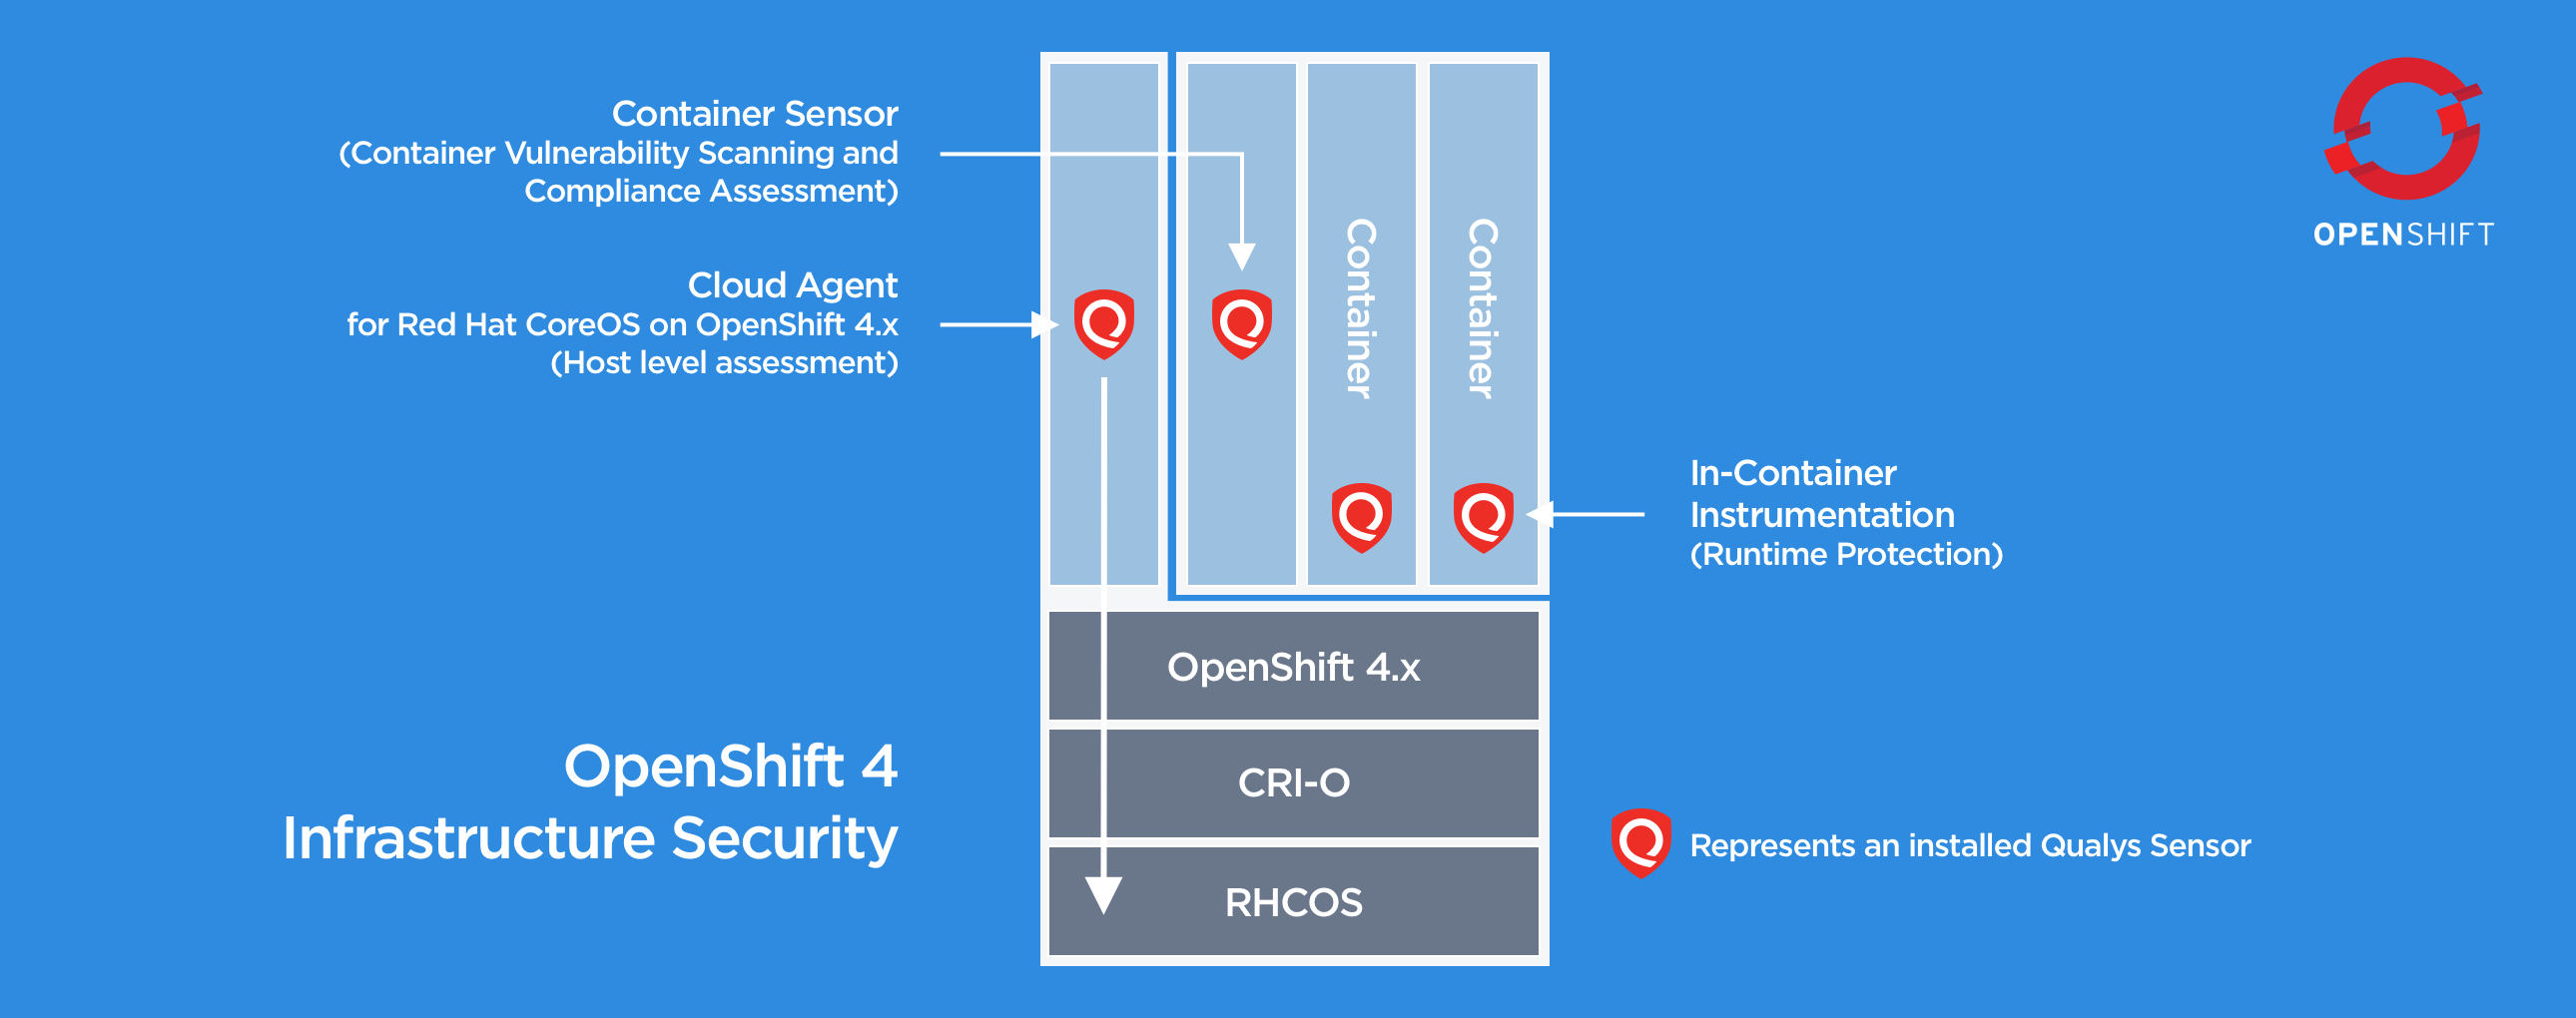 Container Sensor
(Container Vulnerability Scanning and
Compliance Assessment)
Cloud Agent
for Red Hat CoreOS on OpenShift 4.x
(Host level assessment)
OpenShift 4
Infrastructure Security
Container
Container
OpenShift 4.x
CRI-O
RHCOS
OPENSHIFT
In-Container
Instrumentation
(Runtime Protection)
Represents an installed Qualys Sensor